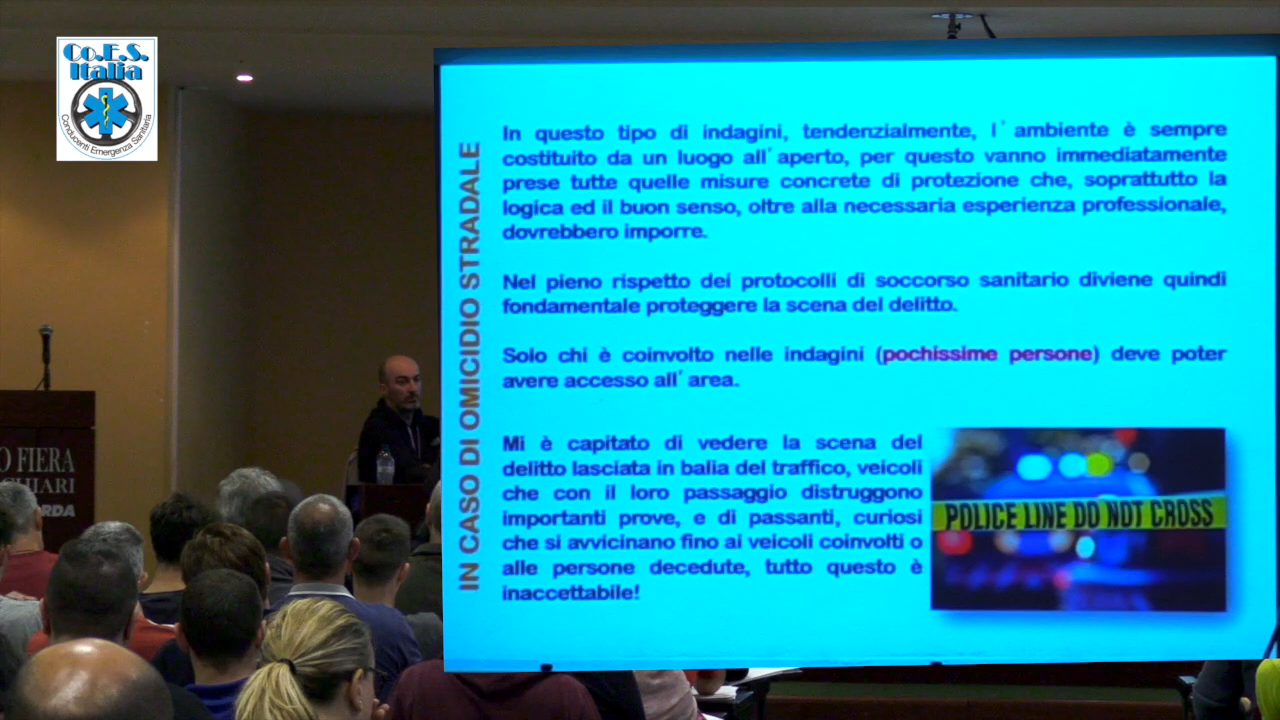 Co.E.S.
Italia
Conducenti Emergenza Sanitaria
IN CASO DI OMICIDIO STRADALE
In questo tipo di indagini, tendenzialmente, l'ambiente è sempre
costituito da un luogo all'aperto, per questo vanno immediatamente
prese tutte quelle misure concrete di protezione che, soprattutto la
logica ed il buon senso, oltre alla necessaria esperienza professionale,
dovrebbero imporre.
Nel pieno rispetto dei protocolli di soccorso sanitario diviene quindi
fondamentale proteggere la scena del delitto.
Solo chi è coinvolto nelle indagini (pochissime persone) deve poter
avere accesso all'area.
Mi è capitato di vedere la scena del
delitto lasciata in balia del traffico, veicoli
che con il loro passaggio distruggono
importanti prove, e di passanti, curiosi
che si avvicinano fino ai veicoli coinvolti o
alle persone decedute, tutto questo è
inaccettabile!
POLICE LINE DO NOT CROSS
O FIERA
CHIARI
RDA